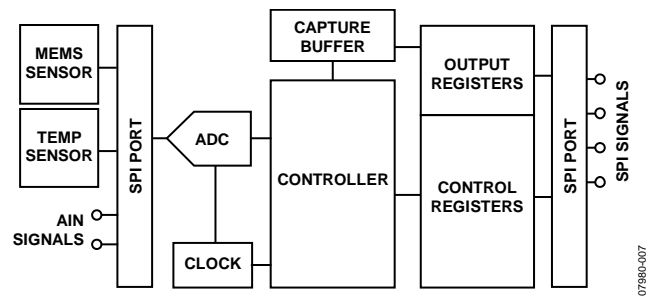 MEMS
SENSOR
TEMP
SENSOR
AIN
SIGNALS
SPI PORT
ADC
CLOCK
CAPTURE
BUFFER
CONTROLLER
OUTPUT
REGISTERS
CONTROL
REGISTERS
SPI PORT
SPI SIGNALS
07980-007